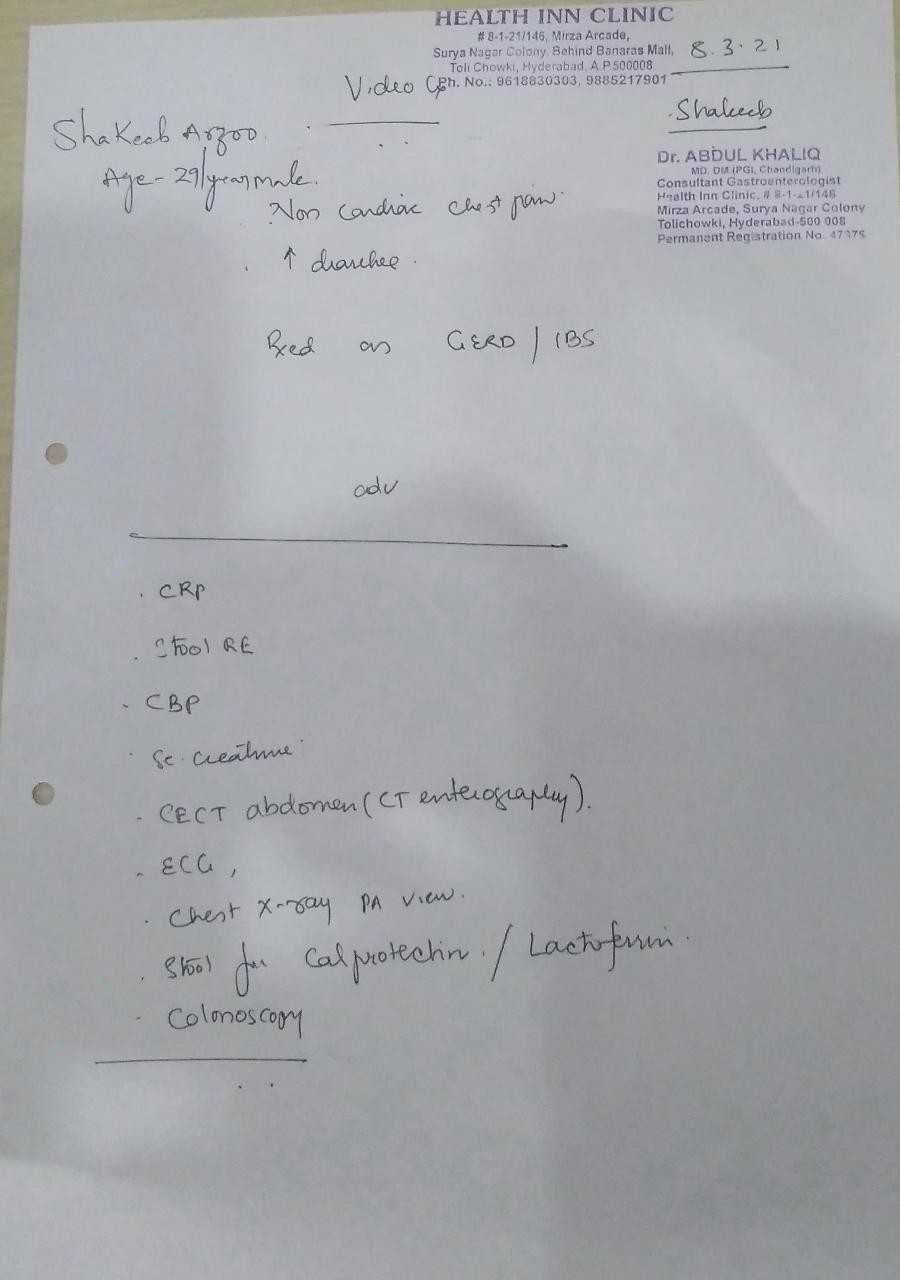 HEALTH INN CLINIC
# 8-1-21/146, Mirza Arcade,
Surya Nagar Colony, Behind Banaras Mall,
Toli Chowki, Hyderabad, A.P.500008
Ph. No.: 9618830303, 9885217901
8.3.21
Video
Shakeeb
Shakeeb Arzoo
Age - 29/year male.
Dr. ABDUL KHALIQ
MD, DM (PGI, Chandigarh)
Consultant Gastroenterologist
Health Inn Clinic, # 8-1-21/146
Mirza Arcade, Surya Nagar Colony
Tolichowki, Hyderabad-500 008
Permanent Registration No.
Non cardiac chest pain.
↑ diarrhee.
Rxed as GERD / IBS
adv
. CRP
. Stool RE
. CBP
. Se. creatinine
. CECT abdomen (CT enterography).
. ECG,
. Chest x-ray PA view.
. Stool for Calprotectin. / Lactoferrin.
. Colonoscopy